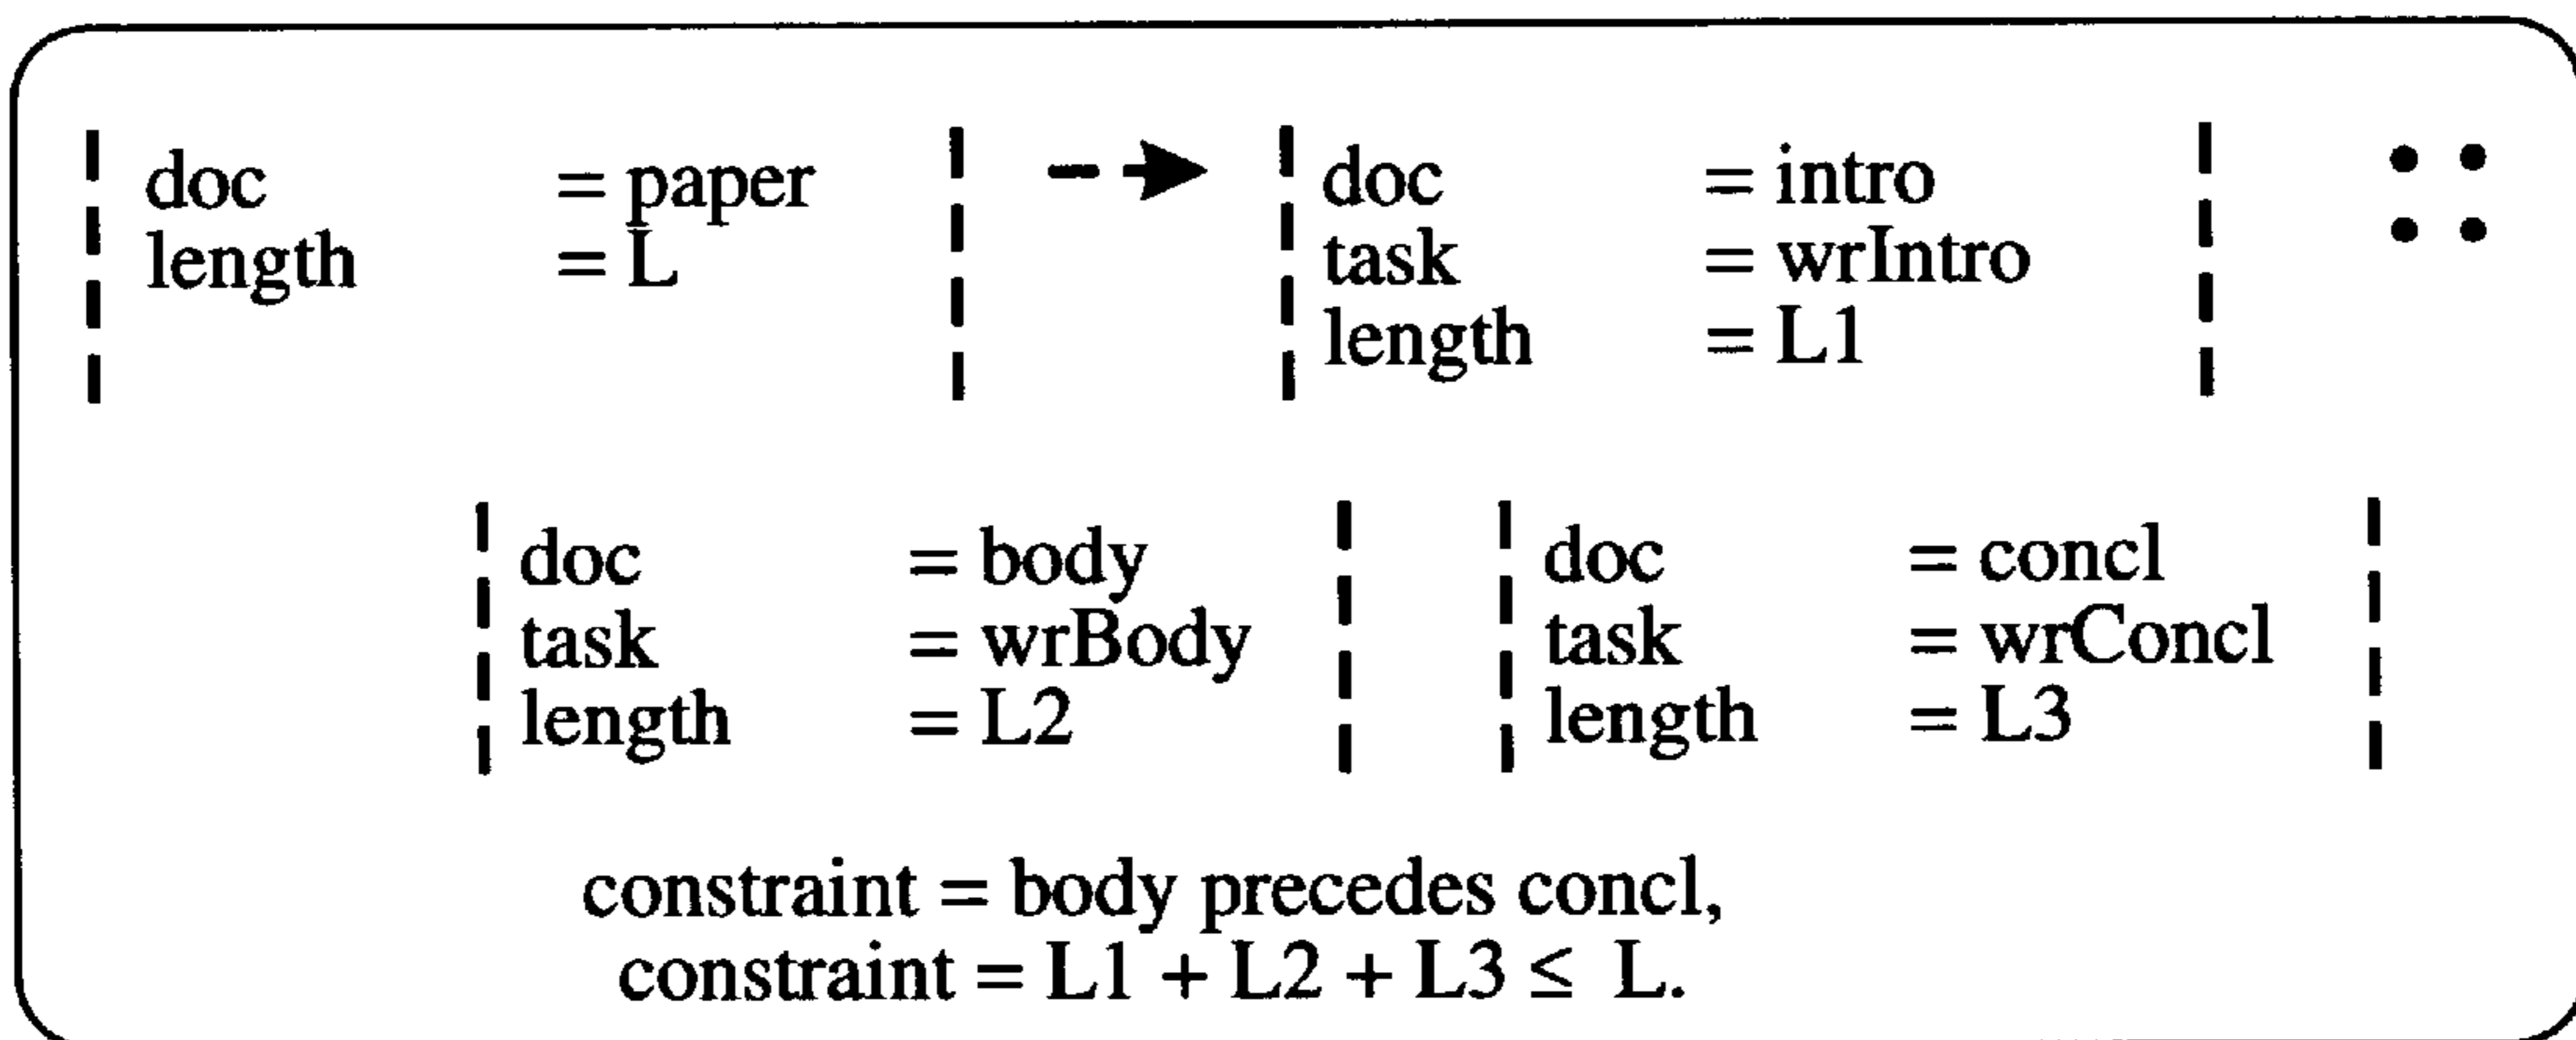 doc = paper
length = L
doc = intro
task = wrIntro
length = L1
doc = body
task = wrBody
length = L2
doc = concl
task = wrConcl
length = L3
constraint = body precedes concl,
constraint = L1 + L2 + L3 ≤ L.